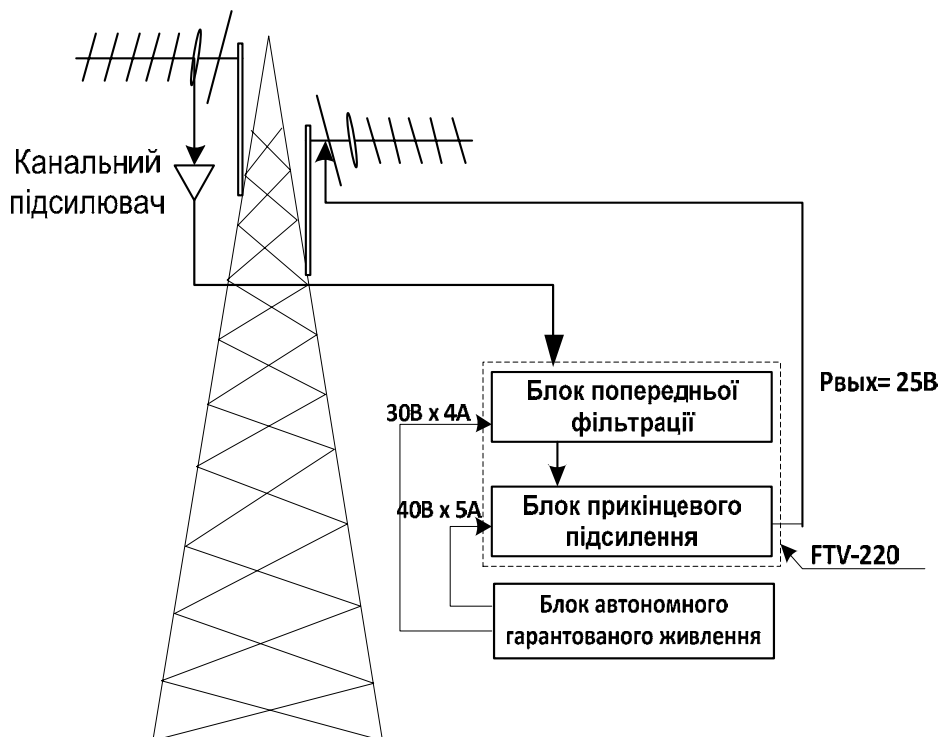 Канальний
підсилювач
Блок попередньої
фільтрації
30В x 4А
Рвых= 25В
Блок прикінцевого
підсилення
40В x 5А
FTV-220
Блок автономного
гарантованого живлення